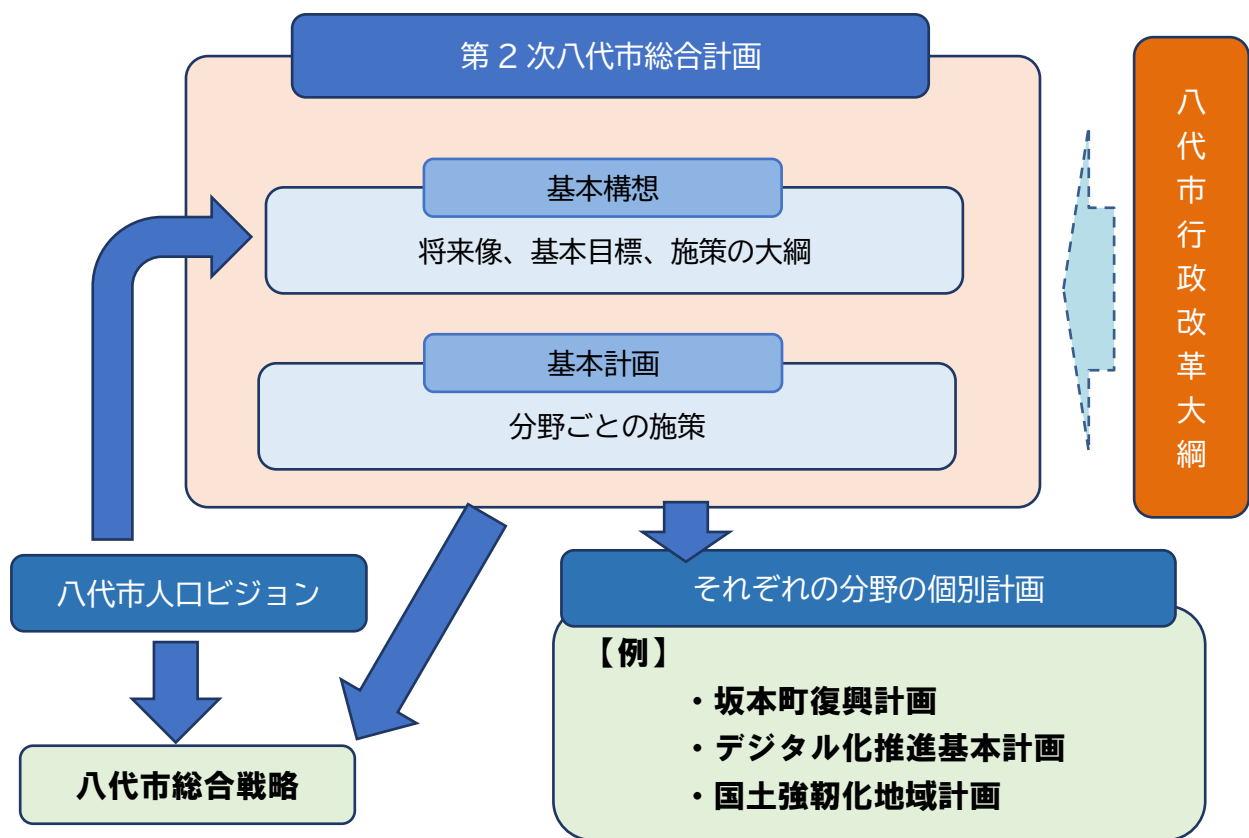 第２次八代市総合計画
基本構想
将来像、基本目標、施策の大綱
基本計画
分野ごとの施策
八代市行政改革大綱
八代市人口ビジョン
八代市総合戦略
それぞれの分野の個別計画
【例】
・坂本町復興計画
・デジタル化推進基本計画
・国土強靭化地域計画